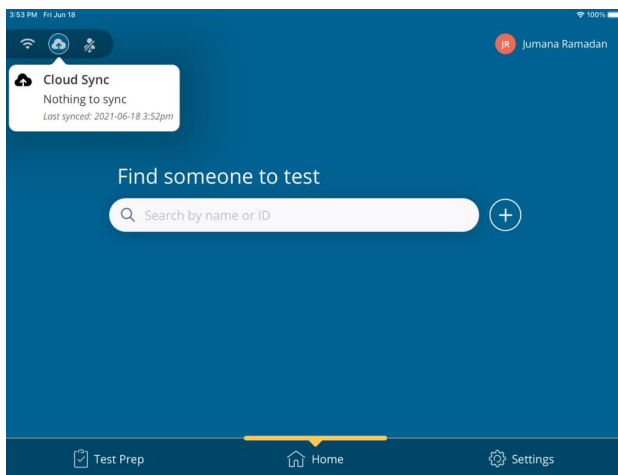 3:53 PM Fri Jun 18
100%
JR Jumana Ramadan
Cloud Sync
Nothing to sync
Last synced: 2021-06-18 3:52pm
Find someone to test
Search by name or ID
Test Prep
Home
Settings